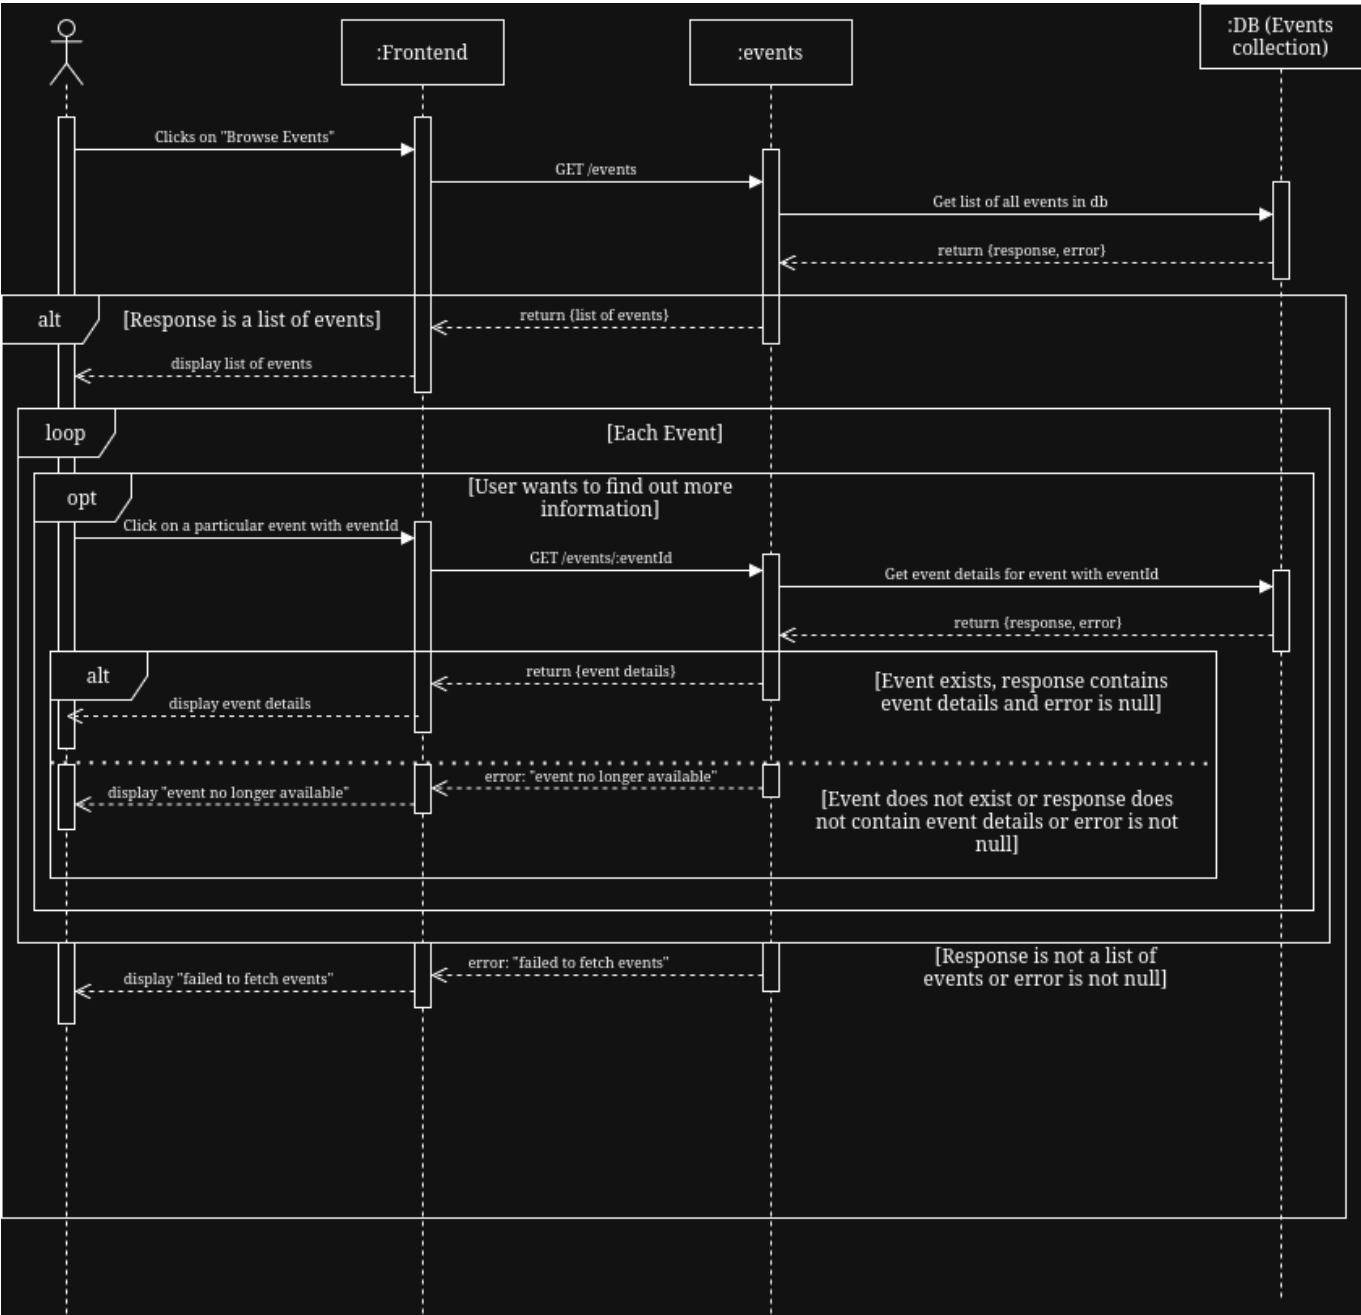 :Frontend
:events
:DB (Events
collection)
Clicks on "Browse Events"
GET /events
Get list of all events in db
return {response, error}
alt
[Response is a list of events]
return {list of events}
display list of events
loop
[Each Event]
opt
[User wants to find out more
information]
Click on a particular event with eventId
GET /events/:eventId
Get event details for event with eventId
return {response, error}
alt
return {event details}
[Event exists, response contains
event details and error is null]
display event details
error: "event no longer available"
display "event no longer available"
[Event does not exist or response does
not contain event details or error is not
null]
[Response is not a list of
events or error is not null]
error: "failed to fetch events"
display "failed to fetch events"